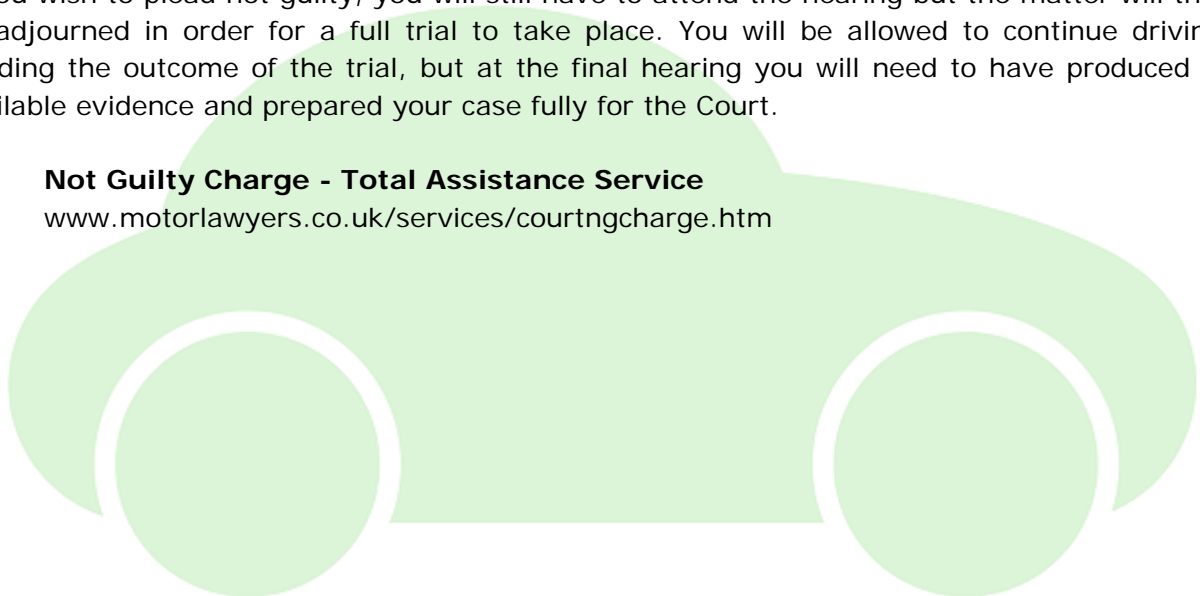 ou wish to plead not guilty, you will still have to attend the hearing but the matter will th
adjourned in order for a full trial to take place. You will be allowed to continue drivin
ding the outcome of the trial, but at the final hearing you will need to have produced
ilable evidence and prepared your case fully for the Court.
Not Guilty Charge - Total Assistance Service
www.motorlawyers.co.uk/services/courtngcharge.htm